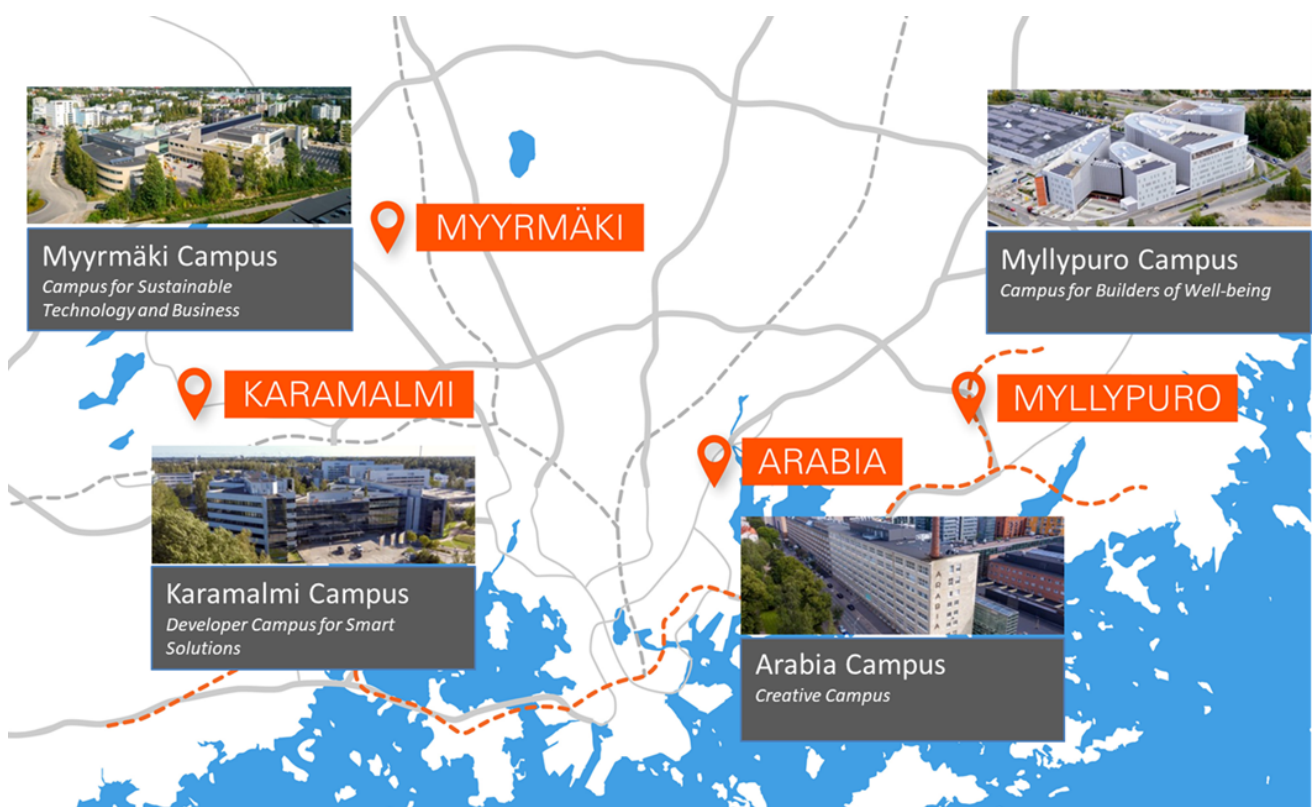 MYYRMÄKI
Myyrmäki Campus
Campus for Sustainable
Technology and Business
Myllypuro Campus
Campus for Builders of Well-being
KARAMALMI
MYLLYPURO
ARABIA
Karamalmi Campus
Developer Campus for Smart
Solutions
ARABIA
Arabia Campus
Creative Campus